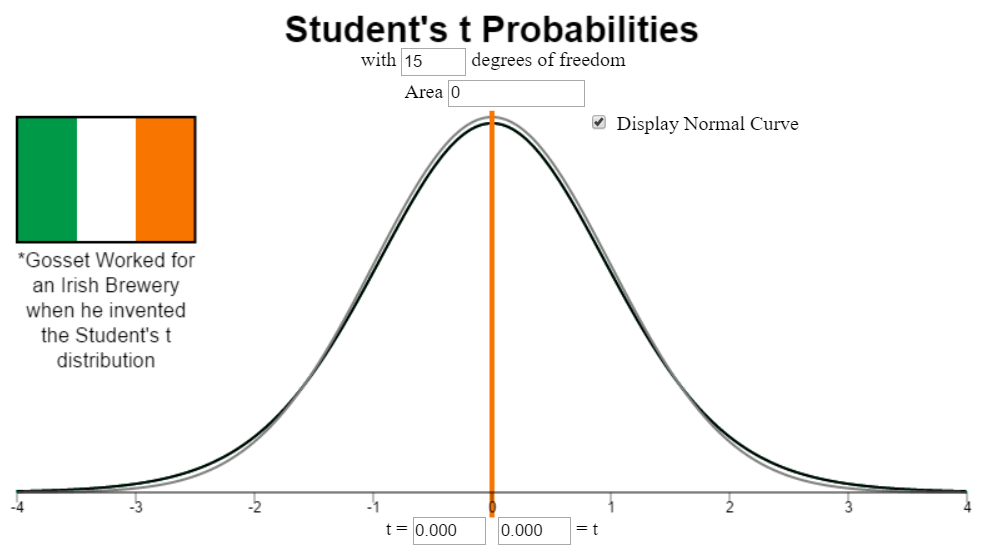 Student's t Probabilities
with 15 degrees of freedom
Area 0
Display Normal Curve
*Gosset Worked for
an Irish Brewery
when he invented
the Student's t
distribution
-4 -3 -2 -1 0 1 2 3 4
t = 0.000 0.000 = t